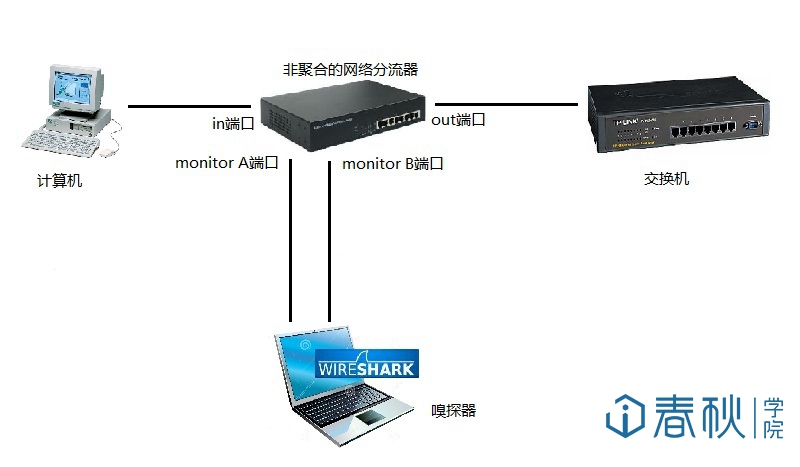 非聚合的网络分流器
in端口
out端口
monitor A端口
monitor B端口
计算机
交换机
TP-LINK
WIRESHARK
嗅探器
春秋学院